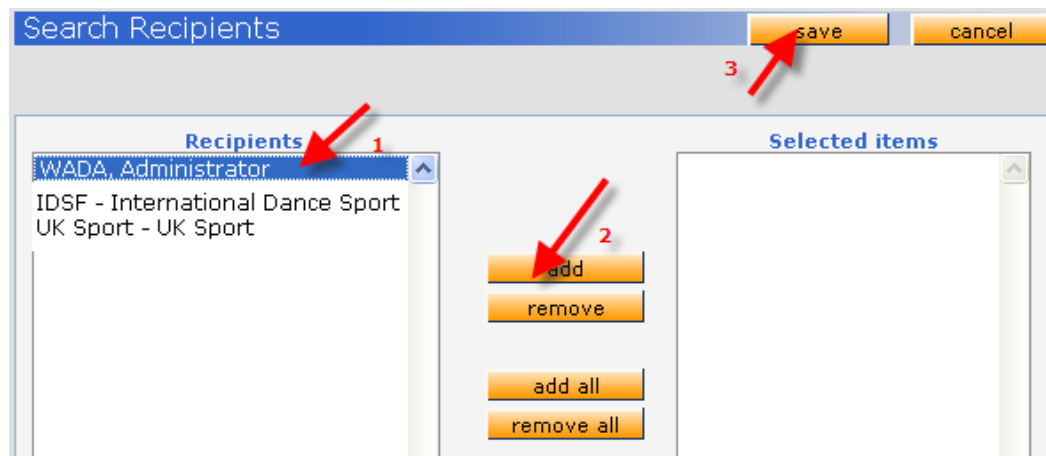 Search Recipients
save
cancel
3
Recipients
1
Selected items
WADA, Administrator
IDSF - International Dance Sport
UK Sport - UK Sport
2
add
remove
add all
remove all